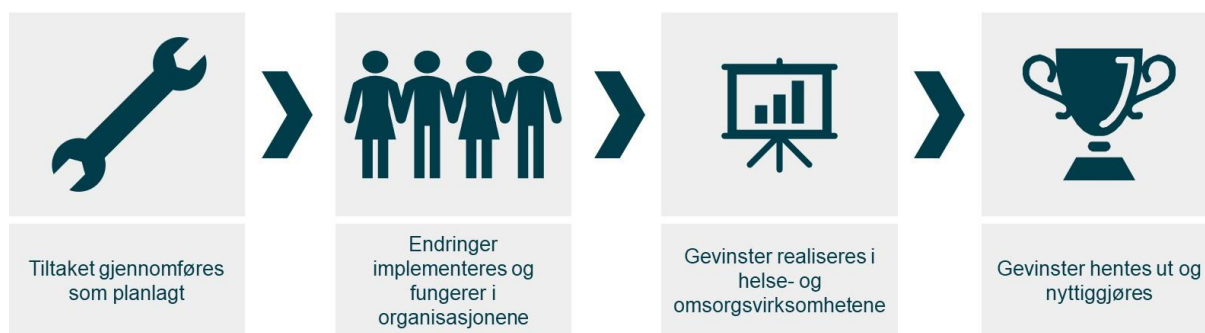 Tiltaket gjennomføres
som planlagt
Endringer
implementeres og
fungerer i
organisasjonene
Gevinster realiseres i
helse- og
omsorgsvirksomhetene
Gevinster hentes ut og
nyttiggjøres